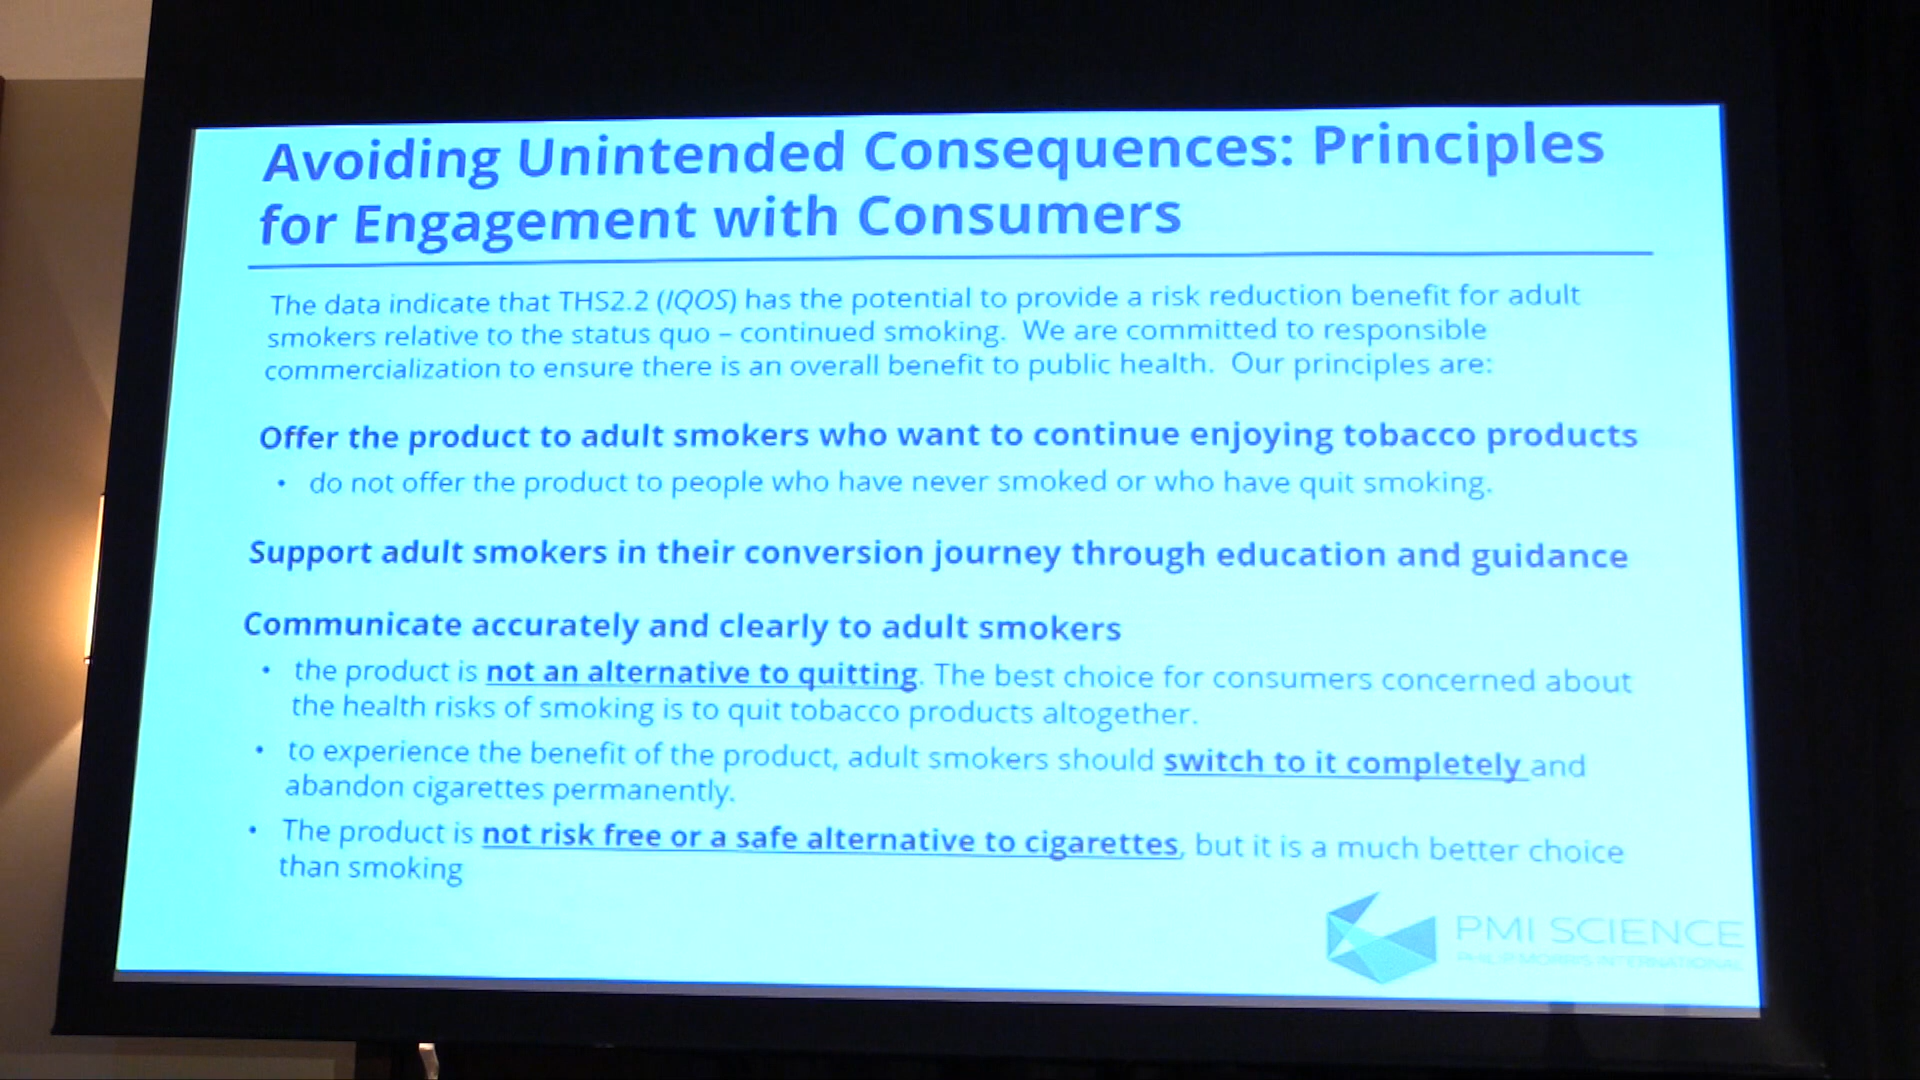 Avoiding Unintended Consequences: Principles
for Engagement with Consumers
The data indicate that THS2.2 (IQOS) has the potential to provide a risk reduction benefit for adult
smokers relative to the status quo – continued smoking. We are committed to responsible
commercialization to ensure there is an overall benefit to public health. Our principles are:
Offer the product to adult smokers who want to continue enjoying tobacco products
• do not offer the product to people who have never smoked or who have quit smoking.
Support adult smokers in their conversion journey through education and guidance
Communicate accurately and clearly to adult smokers
• the product is not an alternative to quitting. The best choice for consumers concerned about
the health risks of smoking is to quit tobacco products altogether.
• to experience the benefit of the product, adult smokers should switch to it completely and
abandon cigarettes permanently.
• The product is not risk free or a safe alternative to cigarettes, but it is a much better choice
than smoking
PMI SCIENCE
PHILIP MORRIS INTERNATIONAL